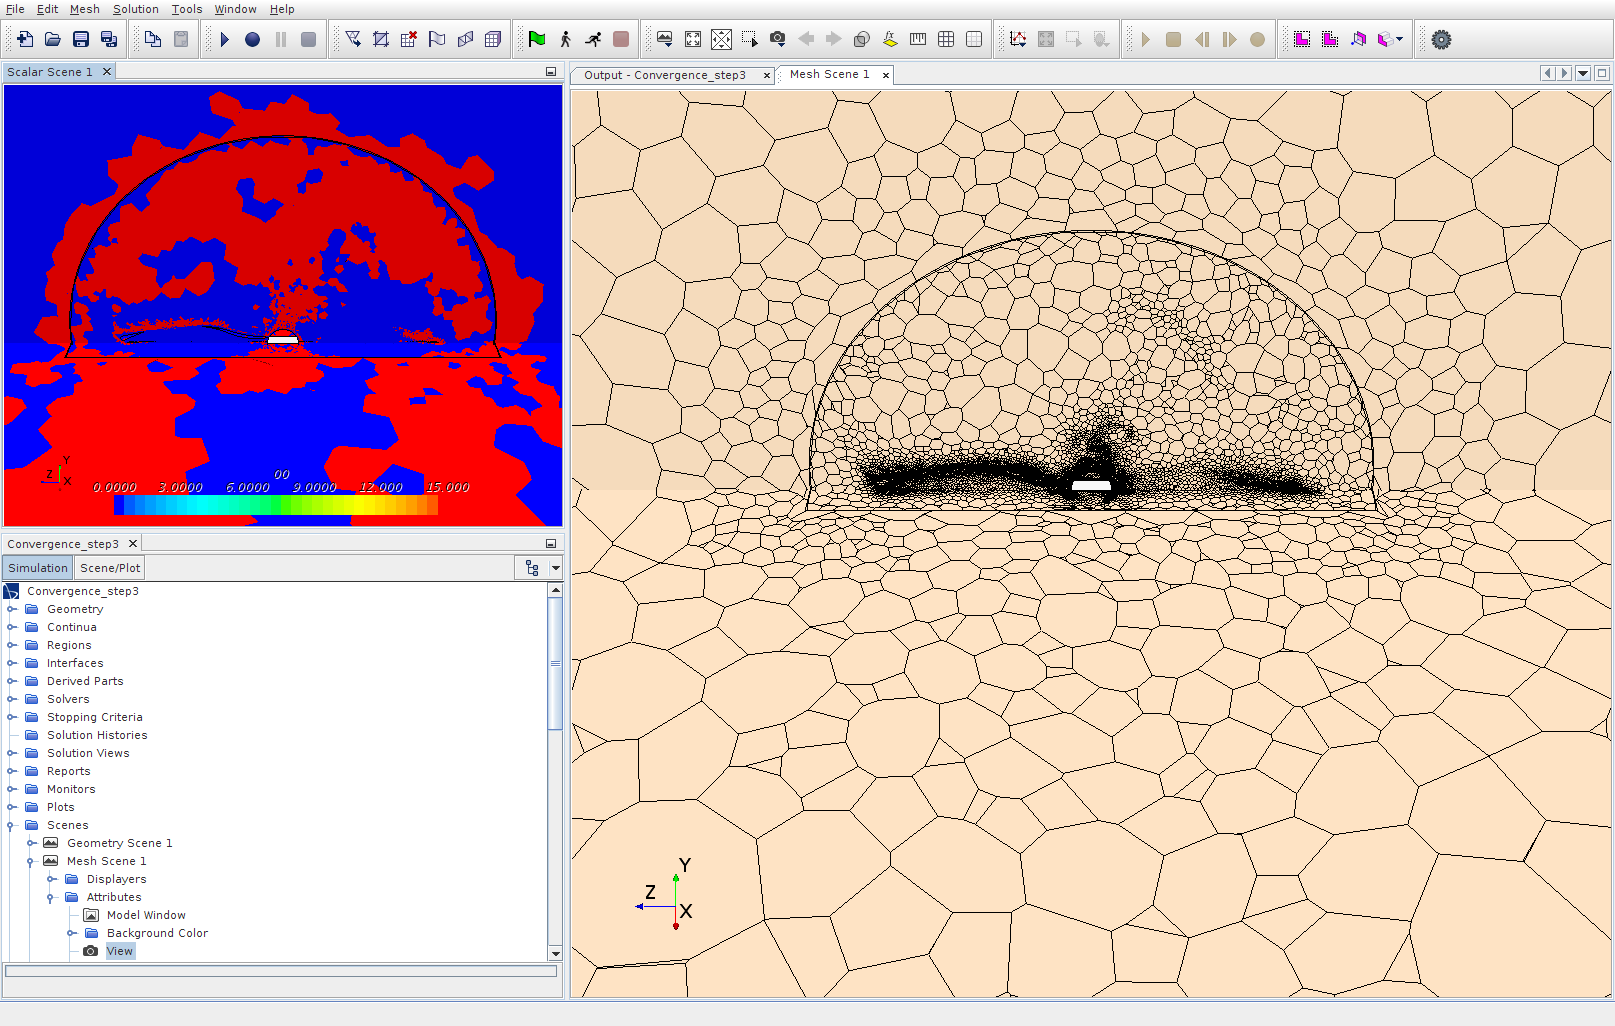 File Edit Mesh Solution Tools Window Help
Scalar Scene 1
Y
Z
X
00
0.0000 3.0000 6.0000 9.0000 12.000 15.000
Convergence_step3
Simulation Scene/Plot
Convergence_step3
Geometry
Continua
Regions
Interfaces
Derived Parts
Solvers
Stopping Criteria
Solution Histories
Solution Views
Reports
Monitors
Plots
Scenes
Geometry Scene 1
Mesh Scene 1
Displayers
Attributes
Model Window
Background Color
View
Output - Convergence_step3 Mesh Scene 1
Y
Z
X